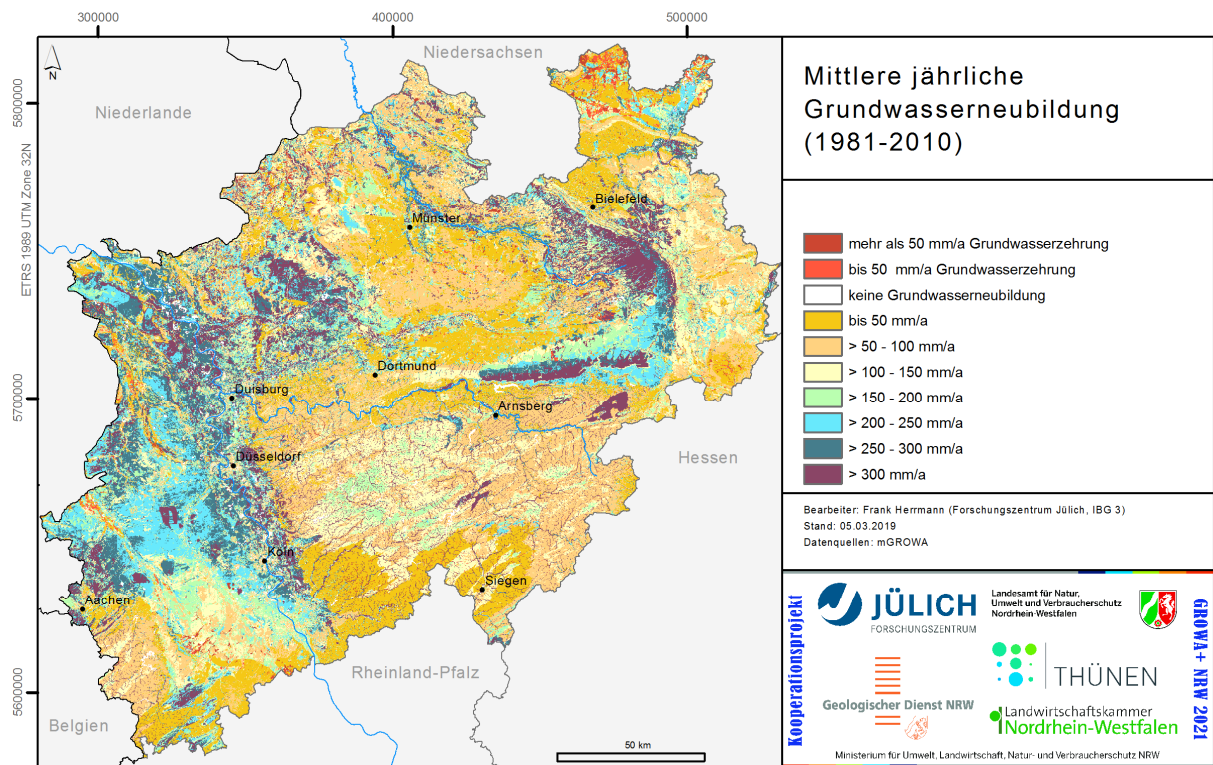 300000
400000
500000
5800000
5700000
5600000
ETRS 1989 UTM Zone 32N
N
Niedersachsen
Niederlande
Bielefeld
Münster
Dortmund
Duisburg
Arnsberg
Düsseldorf
Hessen
Köln
Siegen
Aachen
Rheinland-Pfalz
Belgien
50 km
Mittlere jährliche
Grundwasserneubildung
(1981-2010)
mehr als 50 mm/a Grundwasserzehrung
bis 50 mm/a Grundwasserzehrung
keine Grundwasserneubildung
bis 50 mm/a
> 50 - 100 mm/a
> 100 - 150 mm/a
> 150 - 200 mm/a
> 200 - 250 mm/a
> 250 - 300 mm/a
> 300 mm/a
Bearbeiter: Frank Herrmann (Forschungszentrum Jülich, IBG 3)
Stand: 05.03.2019
Datenquellen: mGROWA
Kooperationsprojekt
JÜLICH
FORSCHUNGSZENTRUM
Landesamt für Natur,
Umwelt und Verbraucherschutz
Nordrhein-Westfalen
GROWA+ NRW 2021
THÜNEN
Geologischer Dienst NRW
Landwirtschaftskammer
Nordrhein-Westfalen
Ministerium für Umwelt, Landwirtschaft, Natur- und Verbraucherschutz NRW